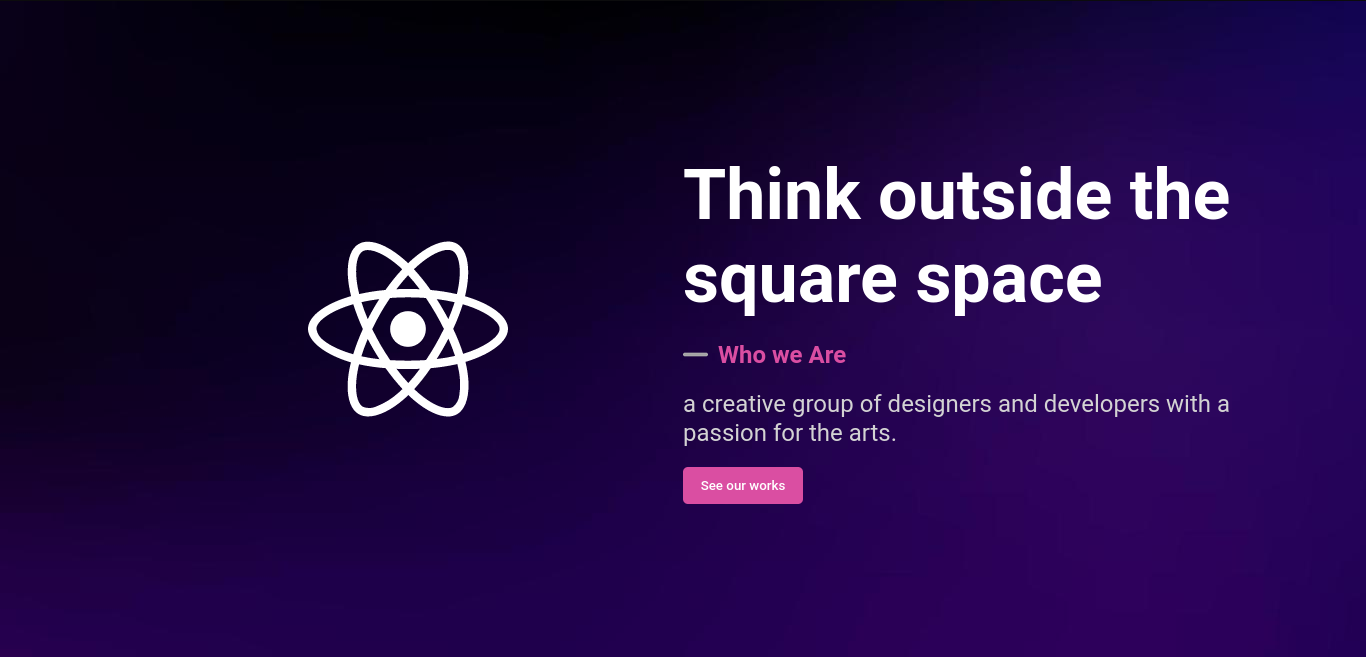 Think outside the
square space
Who we Are
a creative group of designers and developers with a
passion for the arts.
See our works